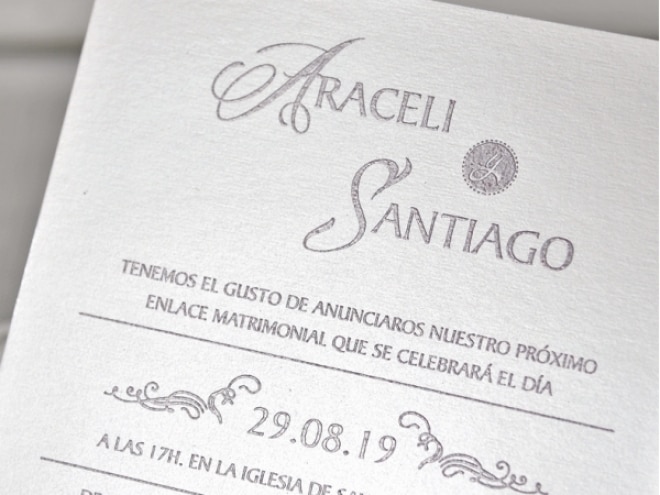 ARACELI
Y
SANTIAGO
TENEMOS EL GUSTO DE ANUNCIAROS NUESTRO PRÓXIMO
ENLACE MATRIMONIAL QUE SE CELEBRARÁ EL DÍA
29.08.19
A LAS 17H. EN LA IGLESIA DE